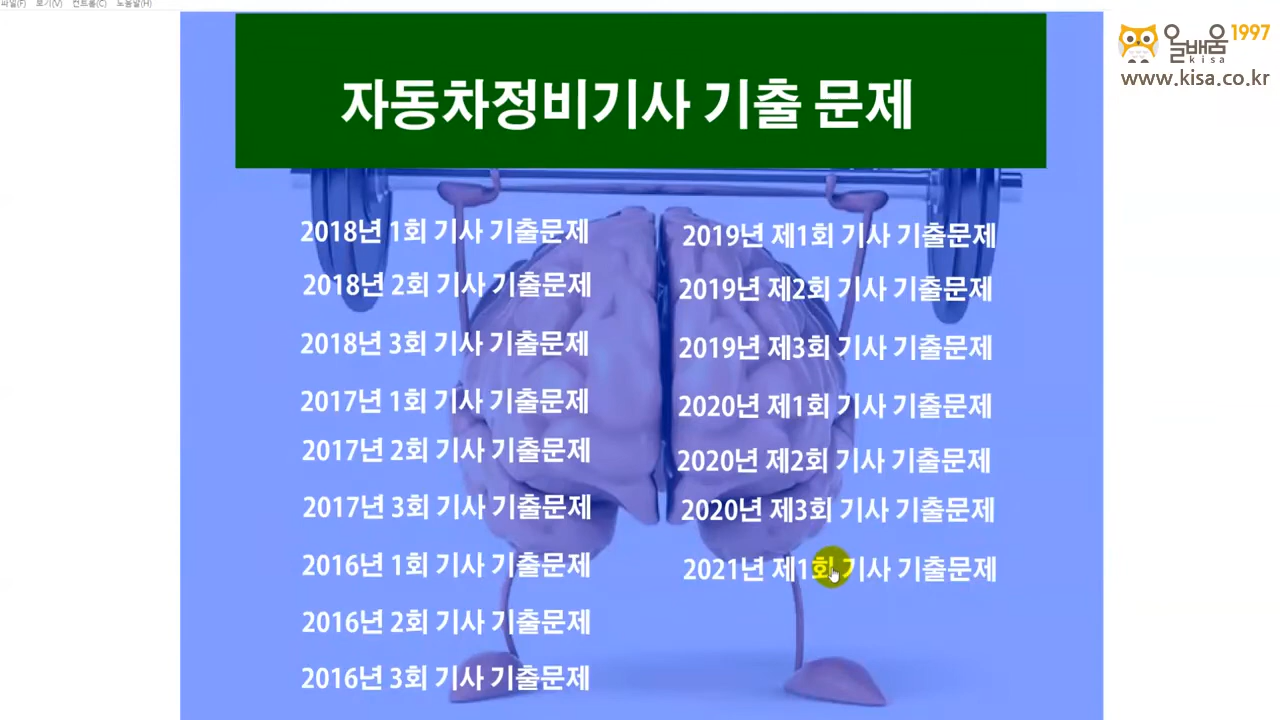 파일(F) 보기(V) 컨트롤(C) 도움말(H)
올배움 1997
kisa
www.kisa.co.kr
자동차정비기사 기출 문제
2018년 1회 기사 기출문제
2018년 2회 기사 기출문제
2018년 3회 기사 기출문제
2017년 1회 기사 기출문제
2017년 2회 기사 기출문제
2017년 3회 기사 기출문제
2016년 1회 기사 기출문제
2016년 2회 기사 기출문제
2016년 3회 기사 기출문제
2019년 제1회 기사 기출문제
2019년 제2회 기사 기출문제
2019년 제3회 기사 기출문제
2020년 제1회 기사 기출문제
2020년 제2회 기사 기출문제
2020년 제3회 기사 기출문제
2021년 제1회 기사 기출문제